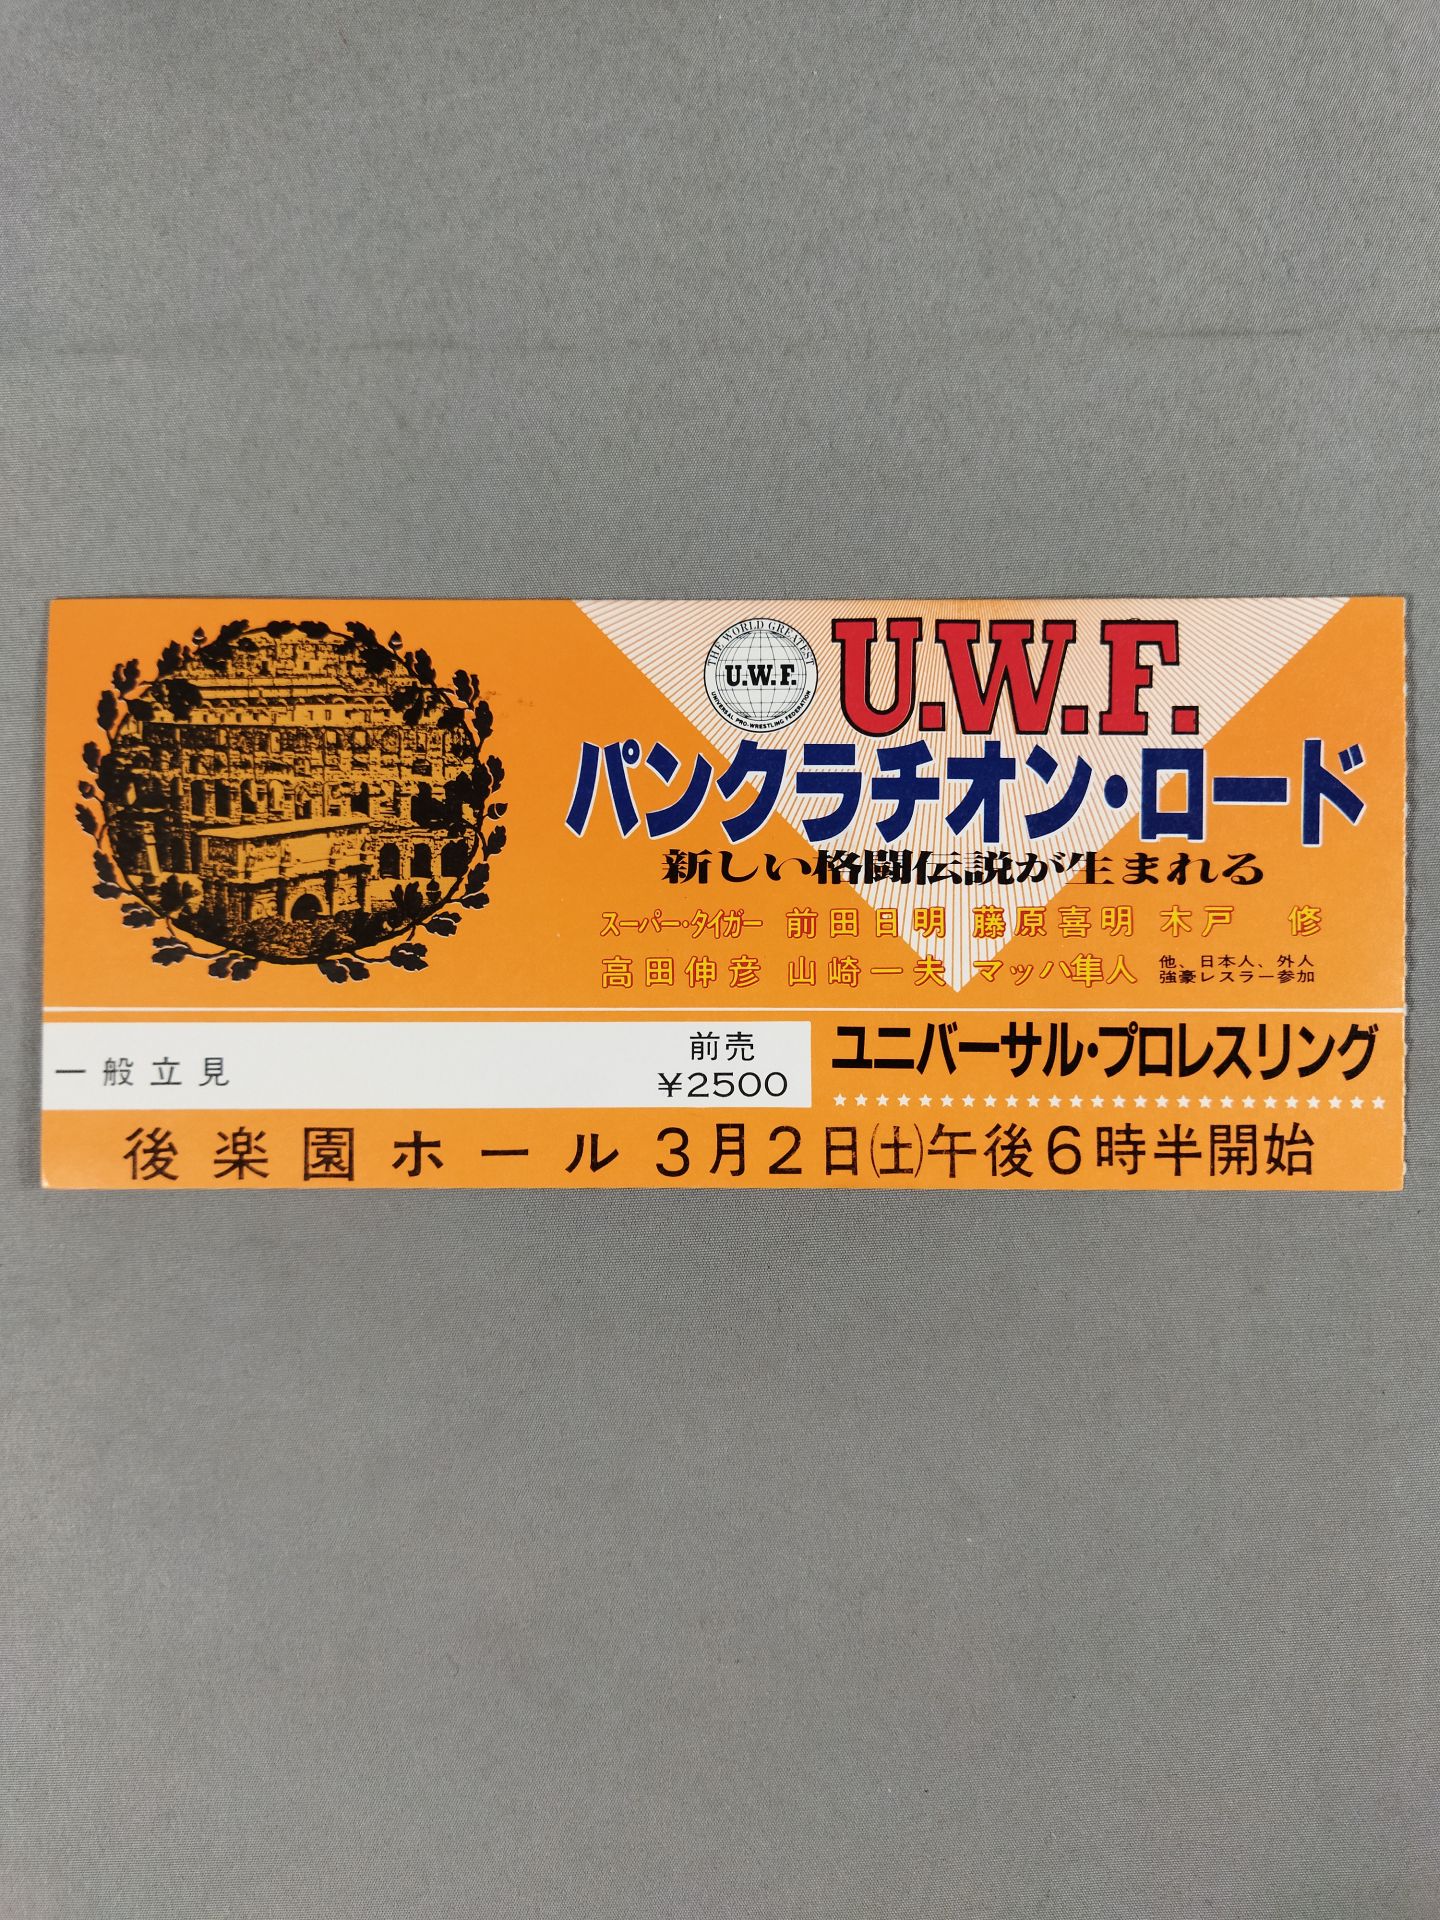 THE WORLD GREATEST
U.W.F.
UNIVERSAL PRO-WRESTLING FEDERATION
U.W.F.
パンクラチオン・ロード
新しい格闘伝説が生まれる
スーパー・タイガー 前田日明 藤原喜明 木戸 修
高田伸彦 山崎一夫 マッハ隼人 他、日本人、外人
強豪レスラー参加
一般立見
前売
¥2500
ユニバーサル・プロレスリング
後楽園ホール 3月2日(土)午後6時半開始